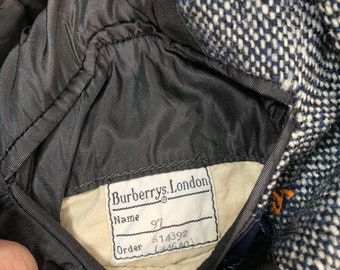 Burberrys. London
®
Name 97
614392
Order